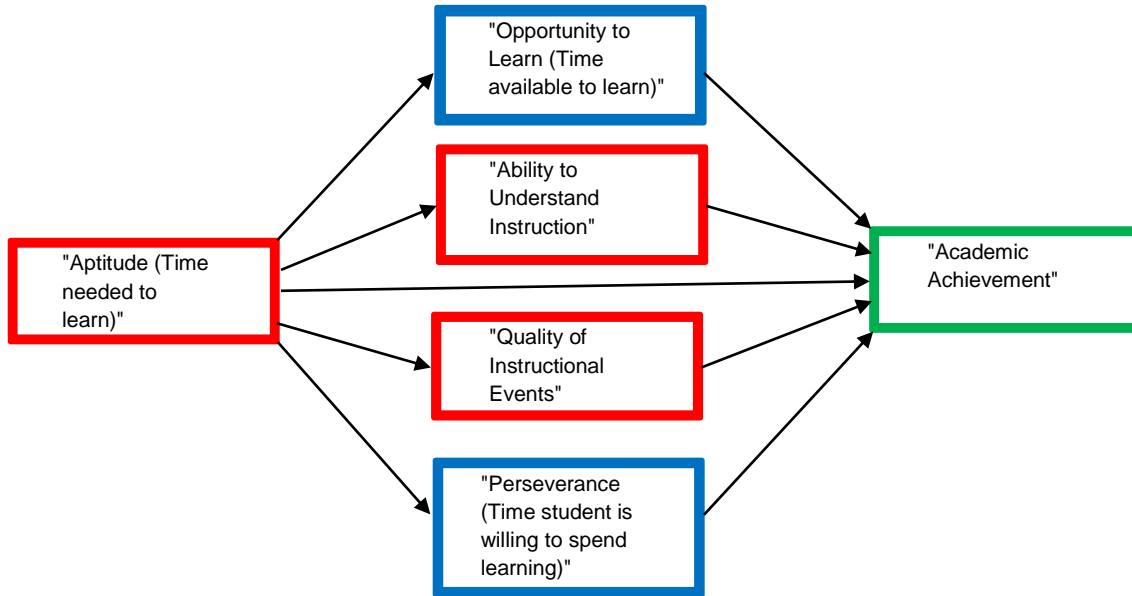 "Opportunity to
Learn (Time
available to learn)"
"Ability to
Understand
Instruction"
"Aptitude (Time
needed to
learn)"
"Academic
Achievement"
"Quality of
Instructional
Events"
"Perseverance
(Time student is
willing to spend
learning)"